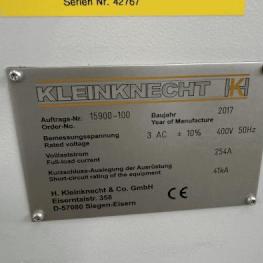 Serien Nr. 42767
KLEINKNECHT HK
Auftrags-Nr. 15900-100 Baujahr 2017
Order-No. Year of Manufacture
Bemessungsspannung 3 AC ± 10% 400V 50Hz
Rated voltage
Vollaststrom 254A
Full-load current
Kurzschluss-Auslegung der Ausrüstung 41kA
Short-circuit rating of the equipment
H. Kleinknecht & Co. GmbH
Eiserntalstr. 358
D-57080 Siegen-Eisern CE